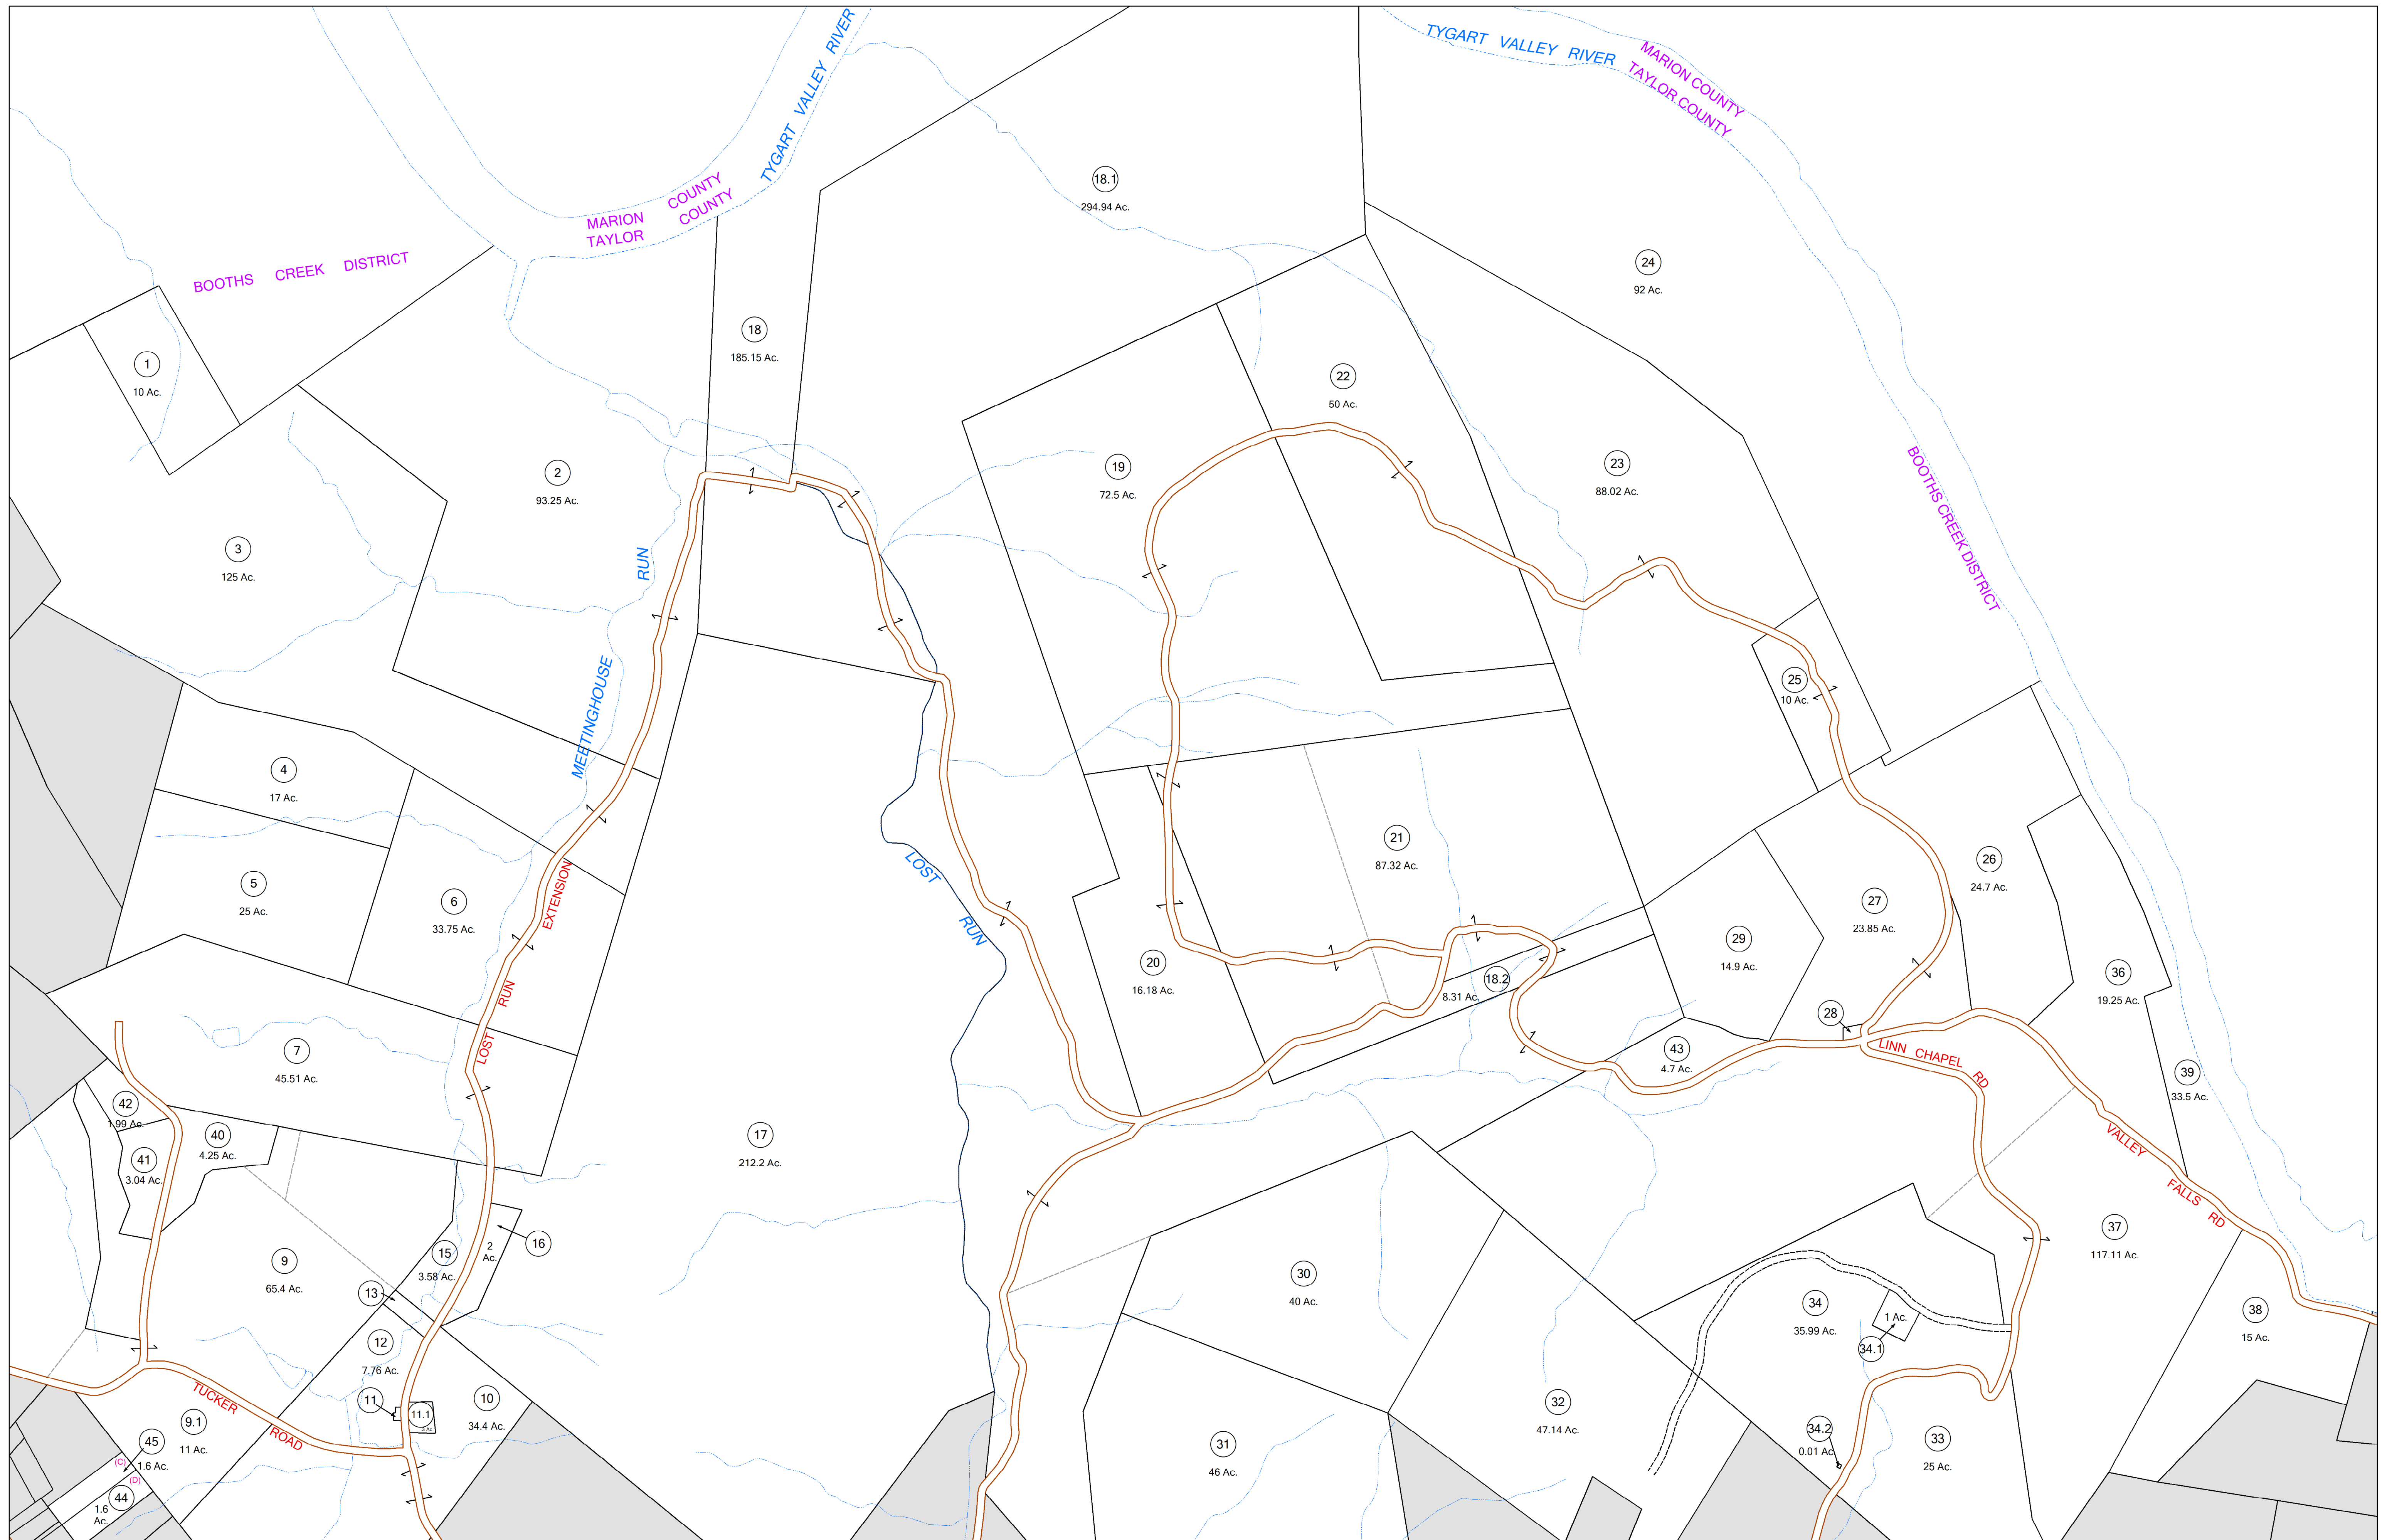 TYGART VALLEY RIVER
TYGART VALLEY RIVER
MARION COUNTY
TAYLOR COUNTY
MARION COUNTY
TAYLOR COUNTY
BOOTHS CREEK DISTRICT
18.1
294.94 Ac.
24
92 Ac.
18
185.15 Ac.
1
10 Ac.
22
50 Ac.
2
93.25 Ac.
19
72.5 Ac.
23
88.02 Ac.
BOOTHS CREEK DISTRICT
3
125 Ac.
MEETINGHOUSE RUN
25
10 Ac.
4
17 Ac.
21
87.32 Ac.
LOST RUN
26
24.7 Ac.
5
25 Ac.
6
33.75 Ac.
LOST RUN EXTENSION
27
23.85 Ac.
29
14.9 Ac.
20
16.18 Ac.
18.2
8.31 Ac.
36
19.25 Ac.
28
7
45.51 Ac.
43
4.7 Ac.
LINN CHAPEL RD
39
33.5 Ac.
42
1.99 Ac.
40
4.25 Ac.
41
3.04 Ac.
17
212.2 Ac.
VALLEY FALLS RD
37
117.11 Ac.
16
2
Ac.
15
3.58 Ac.
9
65.4 Ac.
13
30
40 Ac.
34
35.99 Ac.
1 Ac.
34.1
38
15 Ac.
12
7.76 Ac.
11
11.1
.5 Ac
10
34.4 Ac.
TUCKER ROAD
9.1
11 Ac.
45
(C)
1.6 Ac.
(D)
44
1.6
Ac.
31
46 Ac.
32
47.14 Ac.
34.2
0.01 Ac
33
25 Ac.